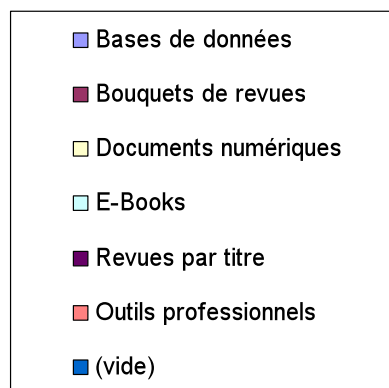 Bases de données
Bouquets de revues
Documents numériques
E-Books
Revues par titre
Outils professionnels
(vide)